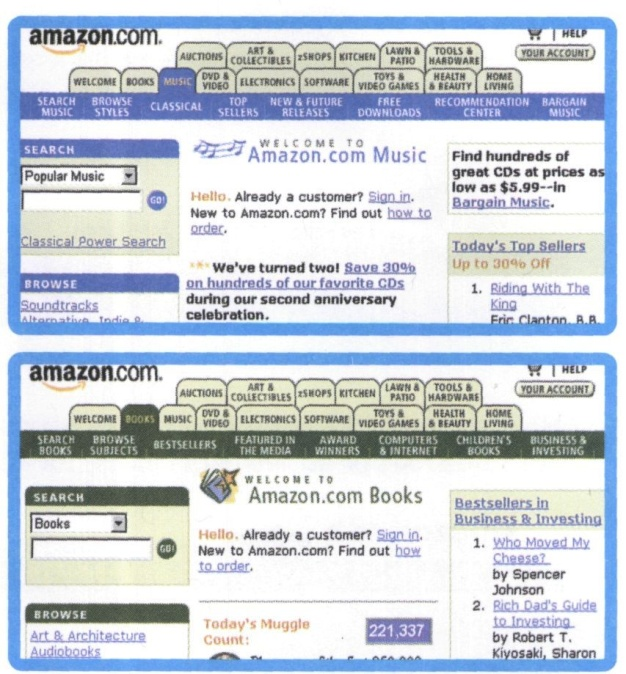 amazon.com.
HELP
YOUR ACCOUNT
AUCTIONS
ART & COLLECTIBLES
zSHOPS
KITCHEN
LAWN & PATIO
TOOLS & HARDWARE
WELCOME
BOOKS
MUSIC
DVD & VIDEO
ELECTRONICS
SOFTWARE
TOYS & VIDEO GAMES
HEALTH & BEAUTY
HOME LIVING
SEARCH MUSIC
BROWSE STYLES
CLASSICAL
TOP SELLERS
NEW & FUTURE RELEASES
FREE DOWNLOADS
RECOMMENDATION CENTER
BARGAIN MUSIC
SEARCH
Popular Music
GO!
Classical Power Search
BROWSE
Soundtracks
Alternative, Indie &
WELCOME TO
Amazon.com Music
Hello. Already a customer? Sign in.
New to Amazon.com? Find out how to
order.
We've turned two! Save 30%
on hundreds of our favorite CDs
during our second anniversary
celebration.
Find hundreds of
great CDs at prices as
low as $5.99--in
Bargain Music.
Today's Top Sellers
Up to 30% Off
1. Riding With The
King
Eric Clapton, B.B.
amazon.com.
HELP
YOUR ACCOUNT
AUCTIONS
ART & COLLECTIBLES
zSHOPS
KITCHEN
LAWN & PATIO
TOOLS & HARDWARE
WELCOME
BOOKS
MUSIC
DVD & VIDEO
ELECTRONICS
SOFTWARE
TOYS & VIDEO GAMES
HEALTH & BEAUTY
HOME LIVING
SEARCH BOOKS
BROWSE SUBJECTS
BESTSELLERS
FEATURED IN THE MEDIA
AWARD WINNERS
COMPUTERS & INTERNET
CHILDREN'S BOOKS
BUSINESS & INVESTING
SEARCH
Books
GO!
BROWSE
Art & Architecture
Audiobooks
WELCOME TO
Amazon.com Books
Hello. Already a customer? Sign in.
New to Amazon.com? Find out how
to order.
Today's Muggle
Count:
221,337
Bestsellers in
Business & Investing
1. Who Moved My
Cheese?
by Spencer
Johnson
2. Rich Dad's Guide
to Investing
by Robert T.
Kiyosaki, Sharon